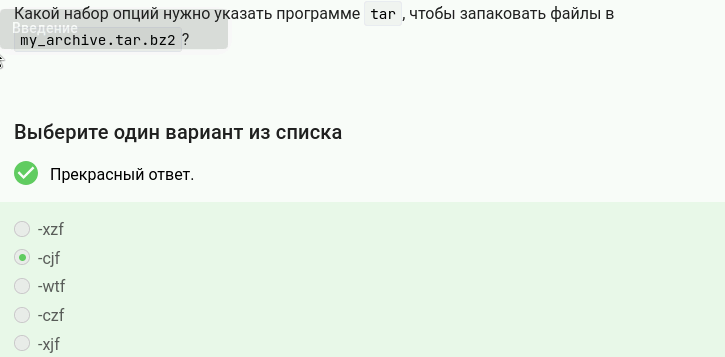 Какой набор опций нужно указать программе tar, чтобы запаковать файлы в
Введение
my_archive.tar.bz2 ?
Выберите один вариант из списка
Прекрасный ответ.
-xzf
-cjf
-wtf
-czf
-xjf